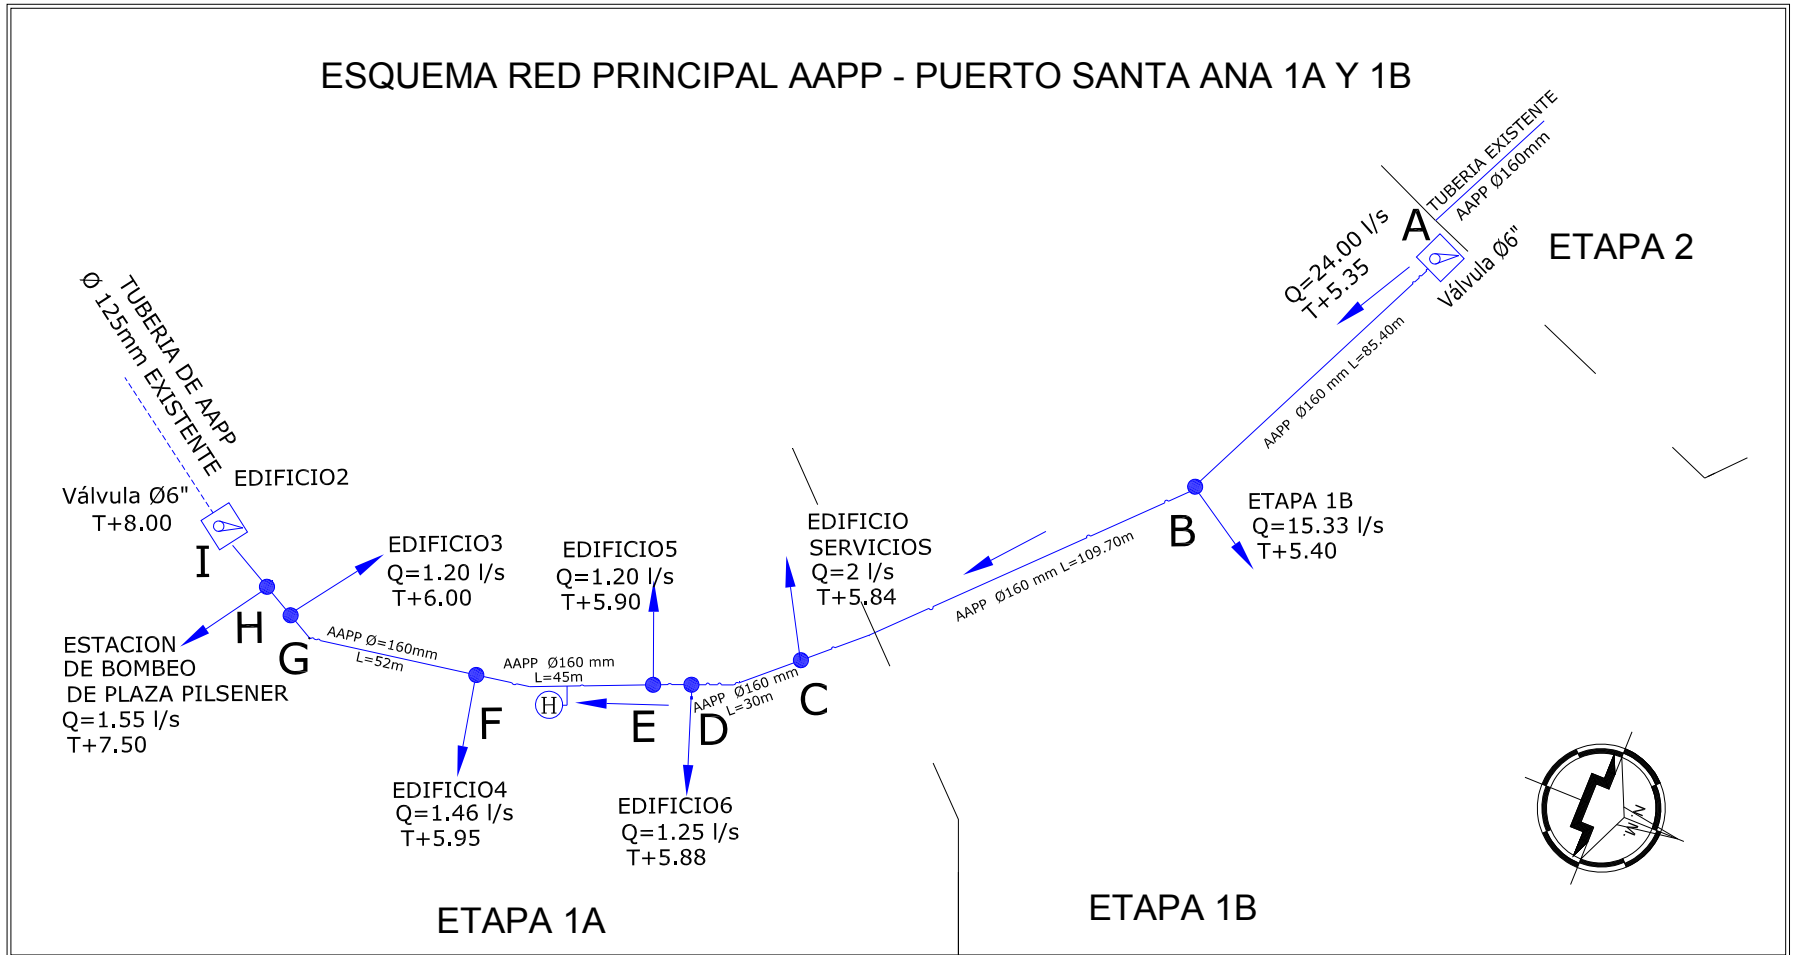 ESQUEMA RED PRINCIPAL AAPP - PUERTO SANTA ANA 1A Y 1B
TUBERIA EXISTENTE
AAPP Ø160mm
A
Q=24.00 l/s
T+5.35
Válvula Ø6"
ETAPA 2
AAPP Ø160 mm L=85.40m
TUBERIA DE AAPP
Ø 125mm EXISTENTE
EDIFICIO2
Válvula Ø6"
T+8.00
I
EDIFICIO3
Q=1.20 l/s
T+6.00
EDIFICIO5
Q=1.20 l/s
T+5.90
EDIFICIO
SERVICIOS
Q=2 l/s
T+5.84
B
ETAPA 1B
Q=15.33 l/s
T+5.40
AAPP Ø160 mm L=109.70m
H
G
ESTACION
DE BOMBEO
DE PLAZA PILSENER
Q=1.55 l/s
T+7.50
AAPP Ø=160mm
L=52m
AAPP Ø160 mm
L=45m
H
AAPP Ø160 mm
L=30m
F
E
D
C
EDIFICIO4
Q=1.46 l/s
T+5.95
EDIFICIO6
Q=1.25 l/s
T+5.88
N.M.
ETAPA 1A
ETAPA 1B